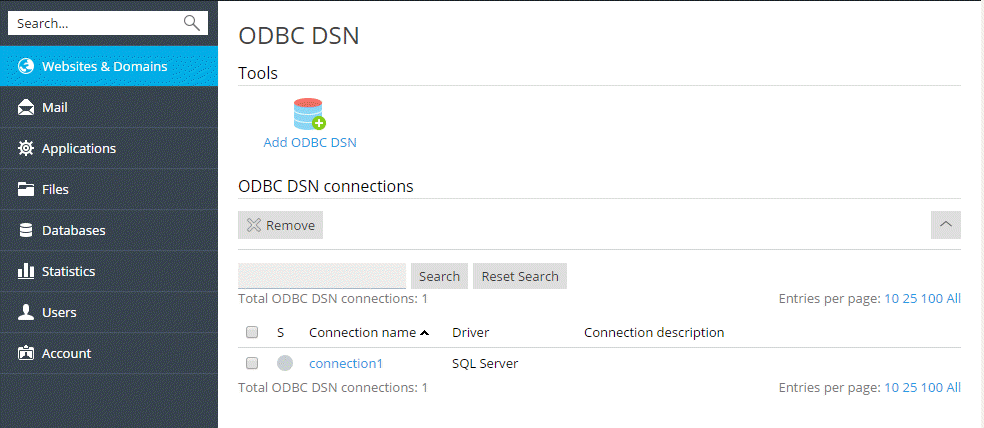 Search...
Websites & Domains
Mail
Applications
Files
Databases
Statistics
Users
Account
ODBC DSN
Tools
Add ODBC DSN
ODBC DSN connections
Remove
Search Reset Search
Total ODBC DSN connections: 1 Entries per page: 10 25 100 All
S Connection name Driver Connection description
connection1 SQL Server
Total ODBC DSN connections: 1 Entries per page: 10 25 100 All